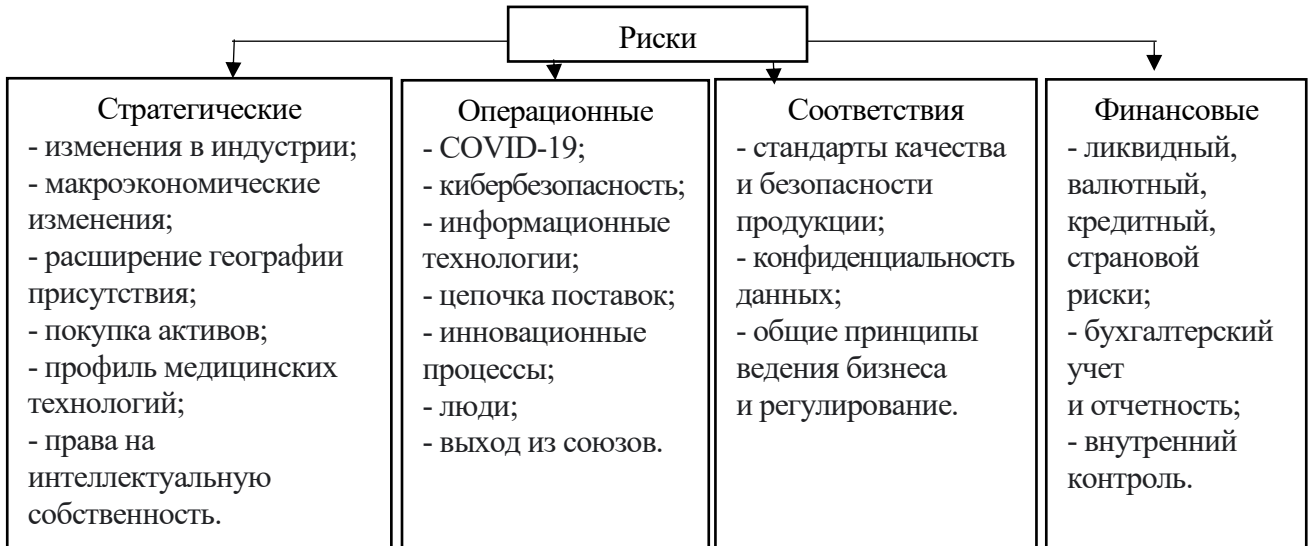 Риски
Стратегические
- изменения в индустрии;
- макроэкономические
изменения;
- расширение географии
присутствия;
- покупка активов;
- профиль медицинских
технологий;
- права на
интеллектуальную
собственность.
Операционные
- COVID-19;
- кибербезопасность;
- информационные
технологии;
- цепочка поставок;
- инновационные
процессы;
- люди;
- выход из союзов.
Соответствия
- стандарты качества
и безопасности
продукции;
- конфиденциальность
данных;
- общие принципы
ведения бизнеса
и регулирование.
Финансовые
- ликвидный,
валютный,
кредитный,
страновой
риски;
- бухгалтерский
учет
и отчетность;
- внутренний
контроль.